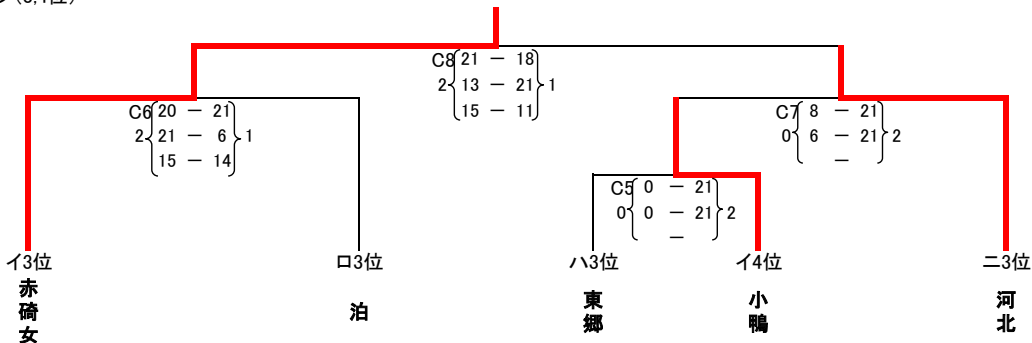 C8 21 － 18
2 13 － 21 1
15 － 11
C6 20 － 21
2 21 － 6 1
15 － 14
C7 8 － 21
0 6 － 21 2
－
C5 0 － 21
0 0 － 21 2
－
イ3位 ロ3位 ハ3位 イ4位 ニ3位
赤碕女 泊 東郷 小鴨 河北